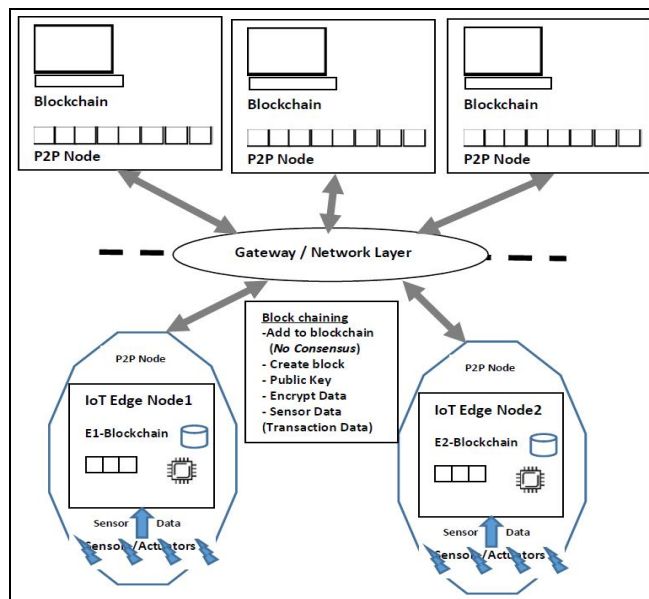 Blockchain
P2P Node
Blockchain
P2P Node
Blockchain
P2P Node
Gateway / Network Layer
Block chaining
-Add to blockchain
(No Consensus)
- Create block
- Public Key
- Encrypt Data
- Sensor Data
(Transaction Data)
P2P Node
IoT Edge Node1
E1-Blockchain
Sensor Data
Sensors/Actuators
P2P Node
IoT Edge Node2
E2-Blockchain
Sensor Data
Sensors/Actuators